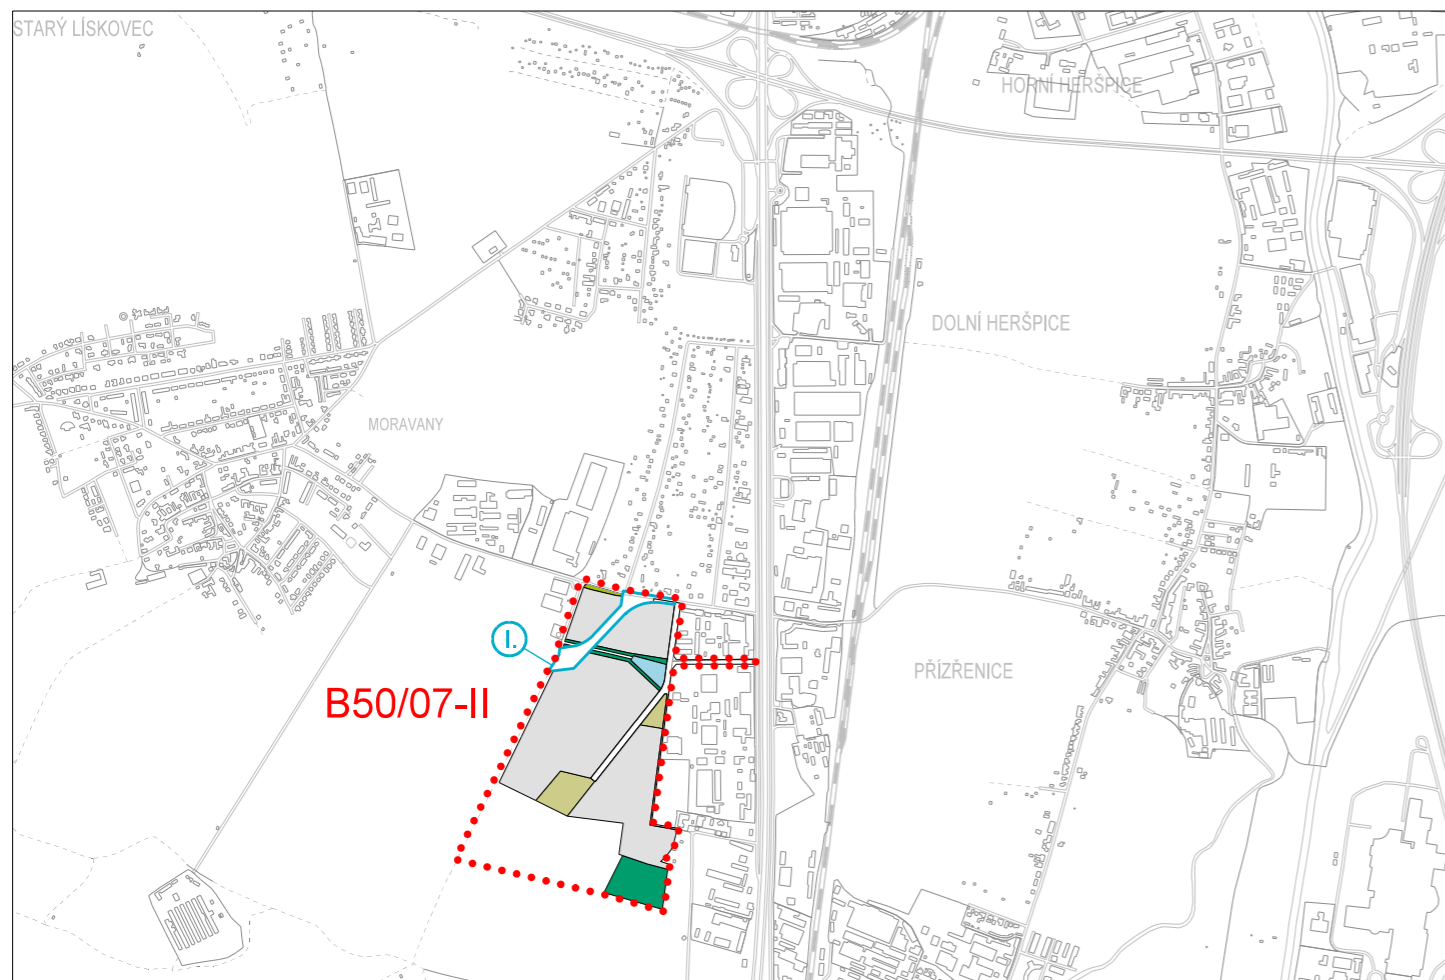 STARÝ LÍSKOVEC
HORNÍ HERŠPICE
DOLNÍ HERŠPICE
MORAVANY
I.
PŘÍZŘENICE
B50/07-II